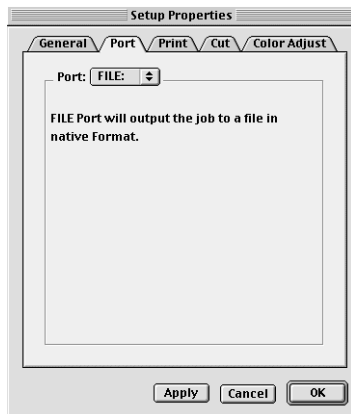 Setup Properties
General Port Print Cut Color Adjust
Port: FILE:
FILE Port will output the job to a file in
native Format.
Apply Cancel OK